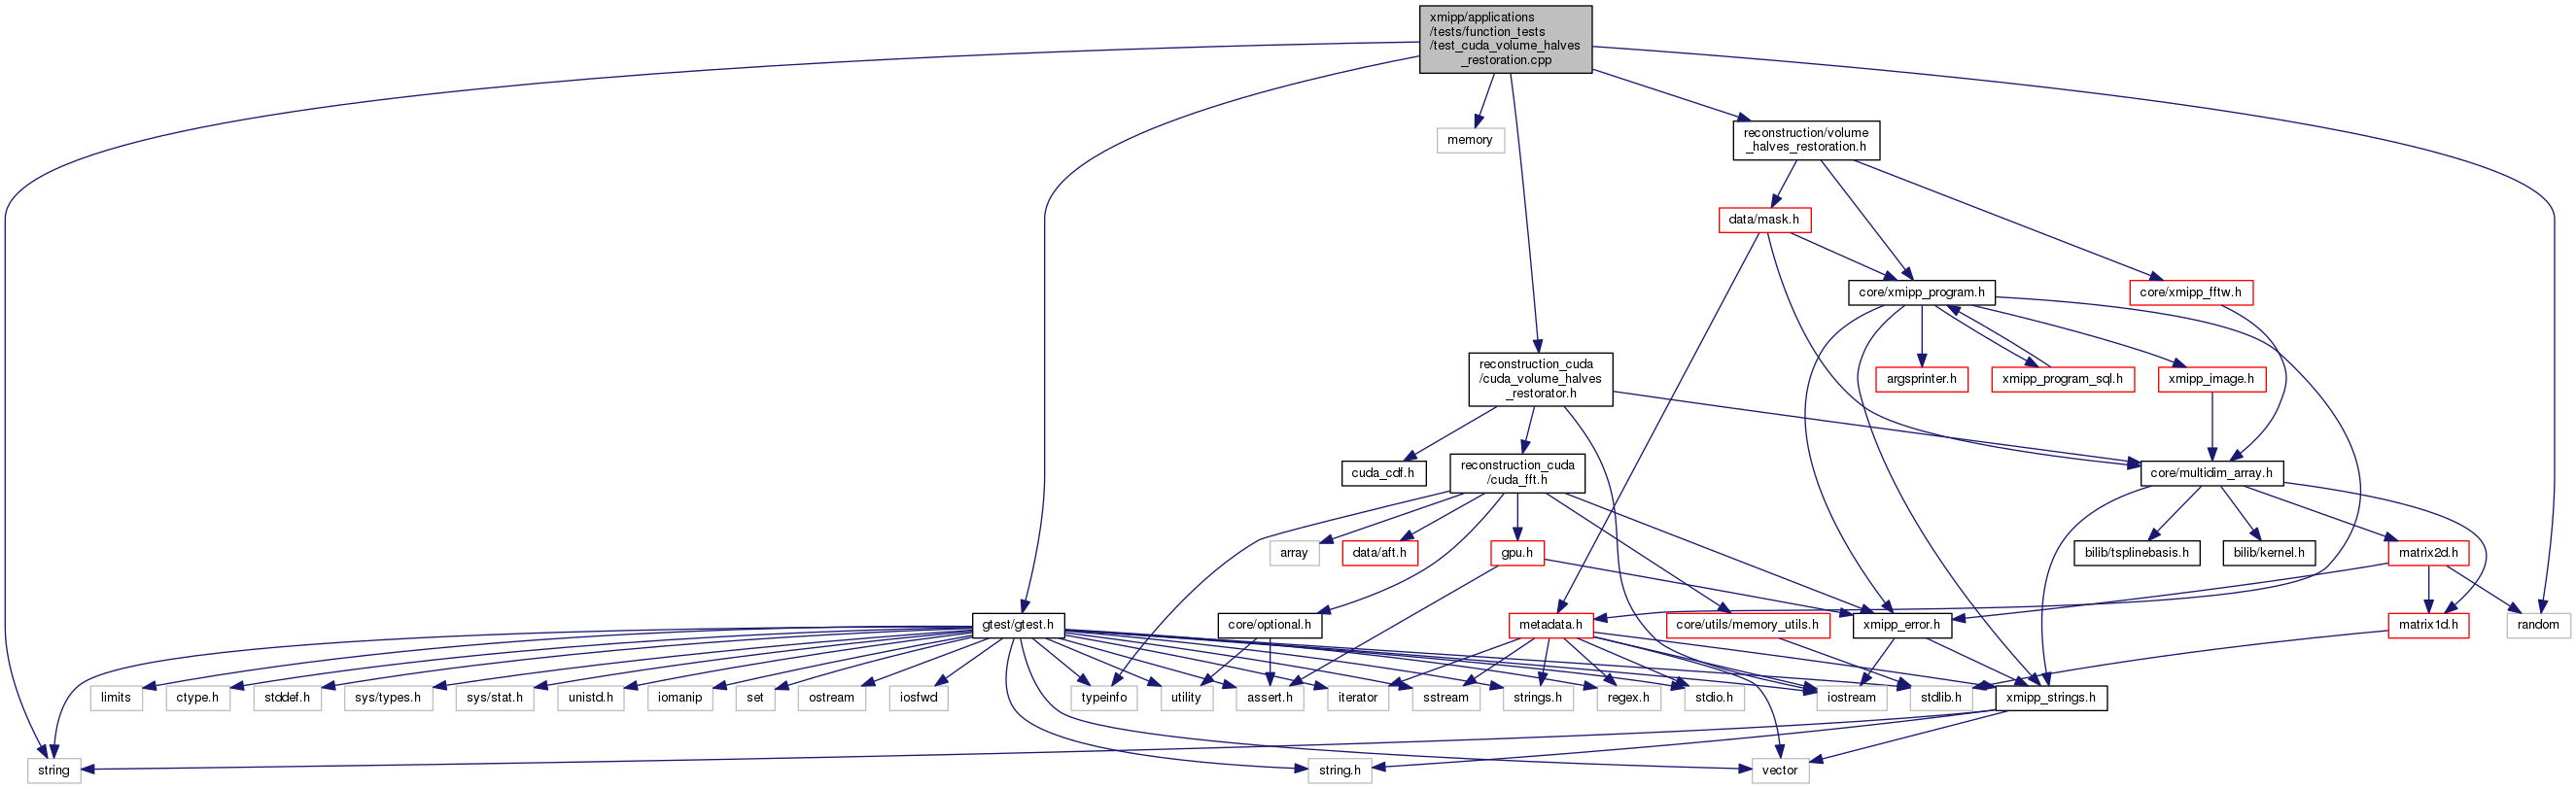 xmipp/applications
/tests/function_tests
/test_cuda_volume_halves
_restoration.cpp
memory
reconstruction/volume
_halves_restoration.h
data/mask.h
core/xmipp_program.h
core/xmipp_fftw.h
reconstruction_cuda
/cuda_volume_halves
_restorator.h
argsprinter.h
xmipp_program_sql.h
xmipp_image.h
cuda_cdf.h
reconstruction_cuda
/cuda_fft.h
core/multidim_array.h
array
data/aft.h
gpu.h
bilib/tsplinebasis.h
bilib/kernel.h
matrix2d.h
gtest/gtest.h
core/optional.h
metadata.h
core/utils/memory_utils.h
xmipp_error.h
matrix1d.h
random
limits
ctype.h
stddef.h
sys/types.h
sys/stat.h
unistd.h
iomanip
set
ostream
iosfwd
typeinfo
utility
assert.h
iterator
sstream
strings.h
regex.h
stdio.h
iostream
stdlib.h
xmipp_strings.h
string
string.h
vector